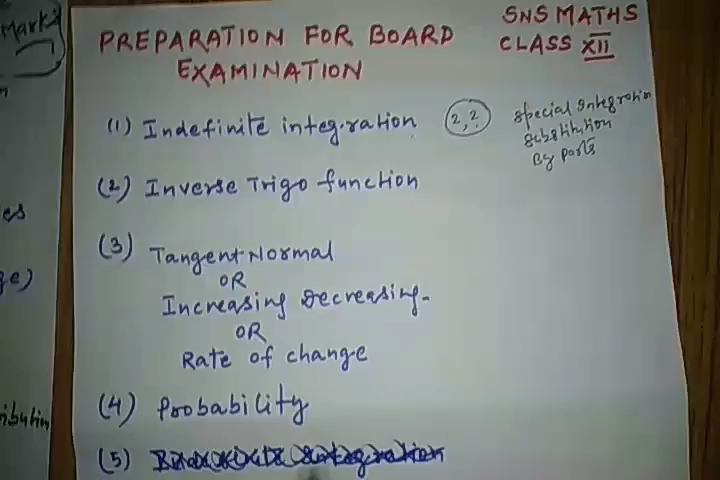 Marks
PREPARATION FOR BOARD
EXAMINATION
SNS MATHS
CLASS XII
(1) Indefinite integration
2, 2
special Integration
Substitution
By parts
(2) Inverse Trigo function
(3) Tangent Normal
OR
Increasing Decreasing
OR
Rate of change
(4) Probability
(5)